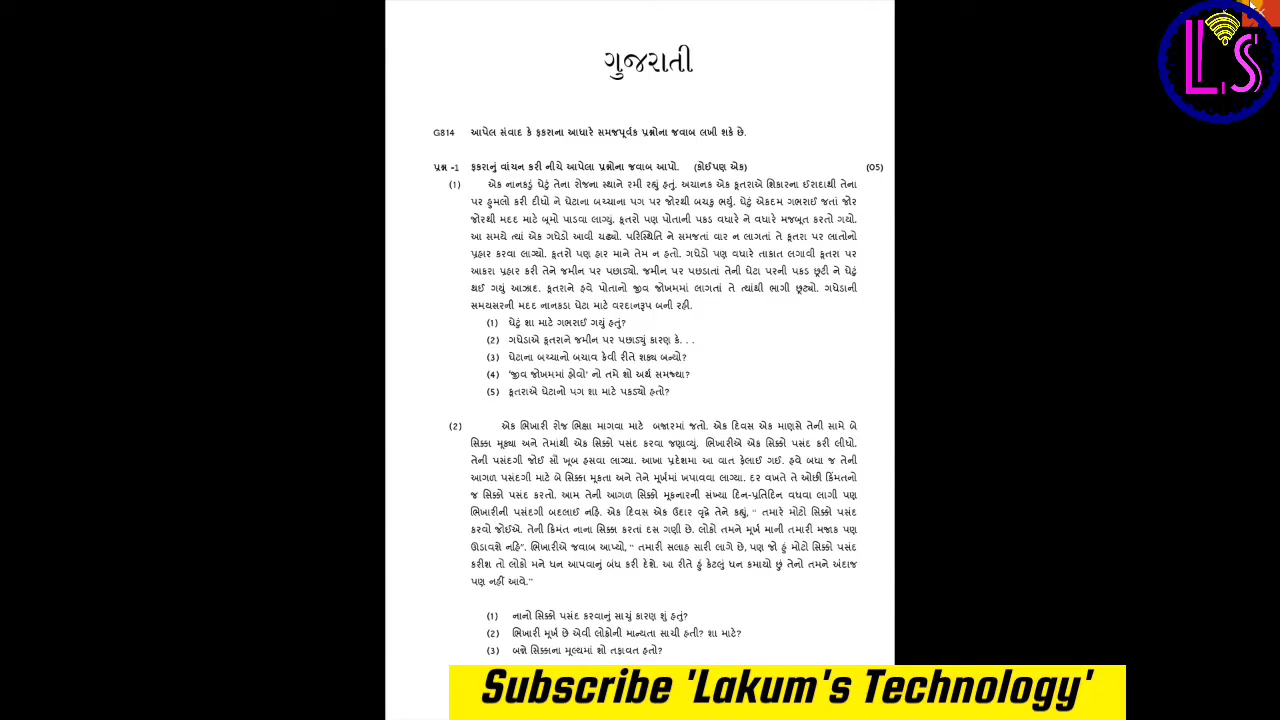 L.S
ગુજરાતી
G814 આપેલ સંવાદ કે ફકરાના આધારે સમજપૂર્વક પ્રશ્નોના જવાબ લખી શકે છે.
પ્રશ્ન -1 ફકરાનું વાંચન કરી નીચે આપેલા પ્રશ્નોના જવાબ આપો. (કોઈપણ એક) (05)
(1) એક નાનકડું ઘેટું તેના રોજના સ્થાને રમી રહ્યું હતું. અચાનક એક કૂતરાએ શિકારના ઈરાદાથી તેના
પર હુમલો કરી દીધો ને ઘેટાના બચ્ચાના પગ પર જોરથી બચકુ ભર્યું. ઘેટું એકદમ ગભરાઈ જતાં જોર
જોરથી મદદ માટે બૂમો પાડવા લાગ્યું. કૂતરો પણ પોતાની પકડ વધારે ને વધારે મજબૂત કરતો ગયો.
આ સમયે ત્યાં એક ગધેડો આવી ચઢ્યો. પરિસ્થિતિ ને સમજતાં વાર ન લાગતાં તે કૂતરા પર લાતોનો
પ્રહાર કરવા લાગ્યો. કૂતરો પણ હાર માને તેમ ન હતો. ગધેડો પણ વધારે તાકાત લગાવી કૂતરા પર
આકરા પ્રહાર કરી તેને જમીન પર પછાડ્યો. જમીન પર પછડાતાં તેની ઘેટા પરની પકડ છૂટી ને ઘેટું
થઈ ગયું આઝાદ. કૂતરાને હવે પોતાનો જીવ જોખમમાં લાગતાં તે ત્યાંથી ભાગી છૂટ્યો. ગધેડાની
સમયસરની મદદ નાનકડા ઘેટા માટે વરદાનરૂપ બની રહી.
(1) ઘેટું શા માટે ગભરાઈ ગયું હતું?
(2) ગધેડાએ કૂતરાને જમીન પર પછાડ્યું કારણ કે. . .
(3) ઘેટાના બચ્ચાનો બચાવ કેવી રીતે શક્ય બન્યો?
(4) ‘જીવ જોખમમાં હોવો’ નો તમે શો અર્થ સમજ્યા?
(5) કૂતરાએ ઘેટાનો પગ શા માટે પકડ્યો હતો?
(2) એક ભિખારી રોજ ભિક્ષા માગવા માટે બજારમાં જતો. એક દિવસ એક માણસે તેની સામે બે
સિક્કા મૂક્યા અને તેમાંથી એક સિક્કો પસંદ કરવા જણાવ્યું. ભિખારીએ એક સિક્કો પસંદ કરી લીધો.
તેની પસંદગી જોઈ સૌ ખૂબ હસવા લાગ્યા. આખા પ્રદેશમા આ વાત ફેલાઈ ગઈ. હવે બધા જ તેની
આગળ પસંદગી માટે બે સિક્કા મૂકતા અને તેને મૂર્ખમાં ખપાવવા લાગ્યા. દર વખતે તે ઓછી કિંમતનો
જ સિક્કો પસંદ કરતો. આમ તેની આગળ સિક્કો મૂકનારની સંખ્યા દિન-પ્રતિદિન વધવા લાગી પણ
ભિખારીની પસંદગી બદલાઈ નહિ. એક દિવસ એક ઉદાર વૃદ્ધે તેને કહ્યું, “ તમારે મોટો સિક્કો પસંદ
કરવો જોઈએ. તેની કિંમત નાના સિક્કા કરતાં દસ ગણી છે. લોકો તમને મૂર્ખ માની તમારી મજાક પણ
ઊડાવશે નહિ”. ભિખારીએ જવાબ આપ્યો, “ તમારી સલાહ સારી લાગે છે, પણ જો હું મોટો સિક્કો પસંદ
કરીશ તો લોકો મને ધન આપવાનું બંધ કરી દેશે. આ રીતે હું કેટલું ધન કમાયો છું તેનો તમને અંદાજ
પણ નહીં આવે.”
(1) નાનો સિક્કો પસંદ કરવાનું સાચું કારણ શું હતું?
(2) ભિખારી મૂર્ખ છે એવી લોકોની માન્યતા સાચી હતી? શા માટે?
(3) બન્ને સિક્કાના મૂલ્યમાં શો તફાવત હતો?
Subscribe 'Lakum's Technology'